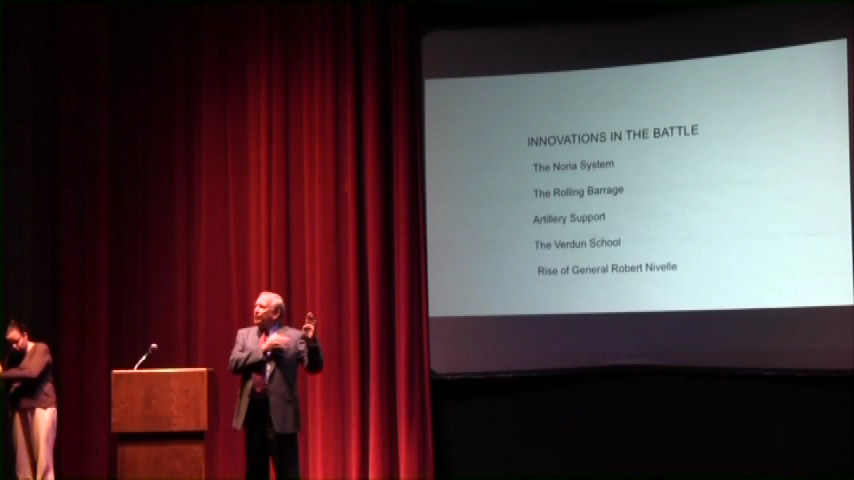 INNOVATIONS IN THE BATTLE
The Noria System
The Rolling Barrage
Artillery Support
The Verdun School
Rise of General Robert Nivelle